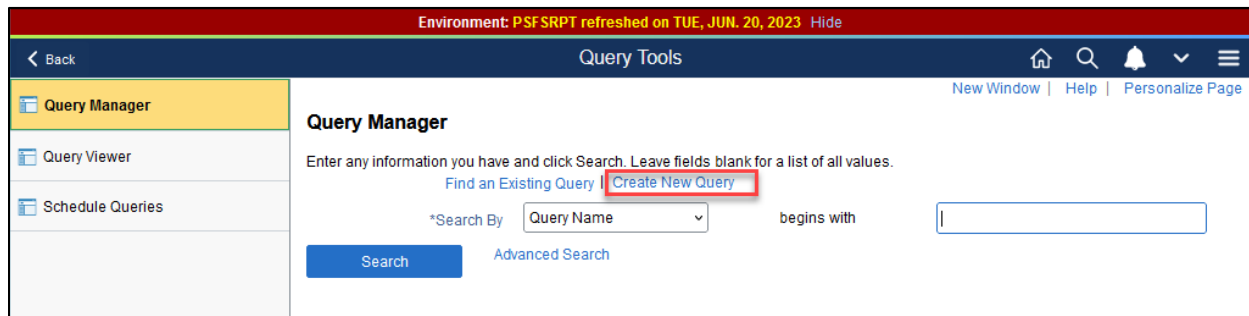 Environment: PSFSRPT refreshed on TUE, JUN. 20, 2023 Hide
Back
Query Tools
New Window | Help | Personalize Page
Query Manager
Query Viewer
Schedule Queries
Query Manager
Enter any information you have and click Search. Leave fields blank for a list of all values.
Find an Existing Query | Create New Query
*Search By Query Name begins with
Search Advanced Search